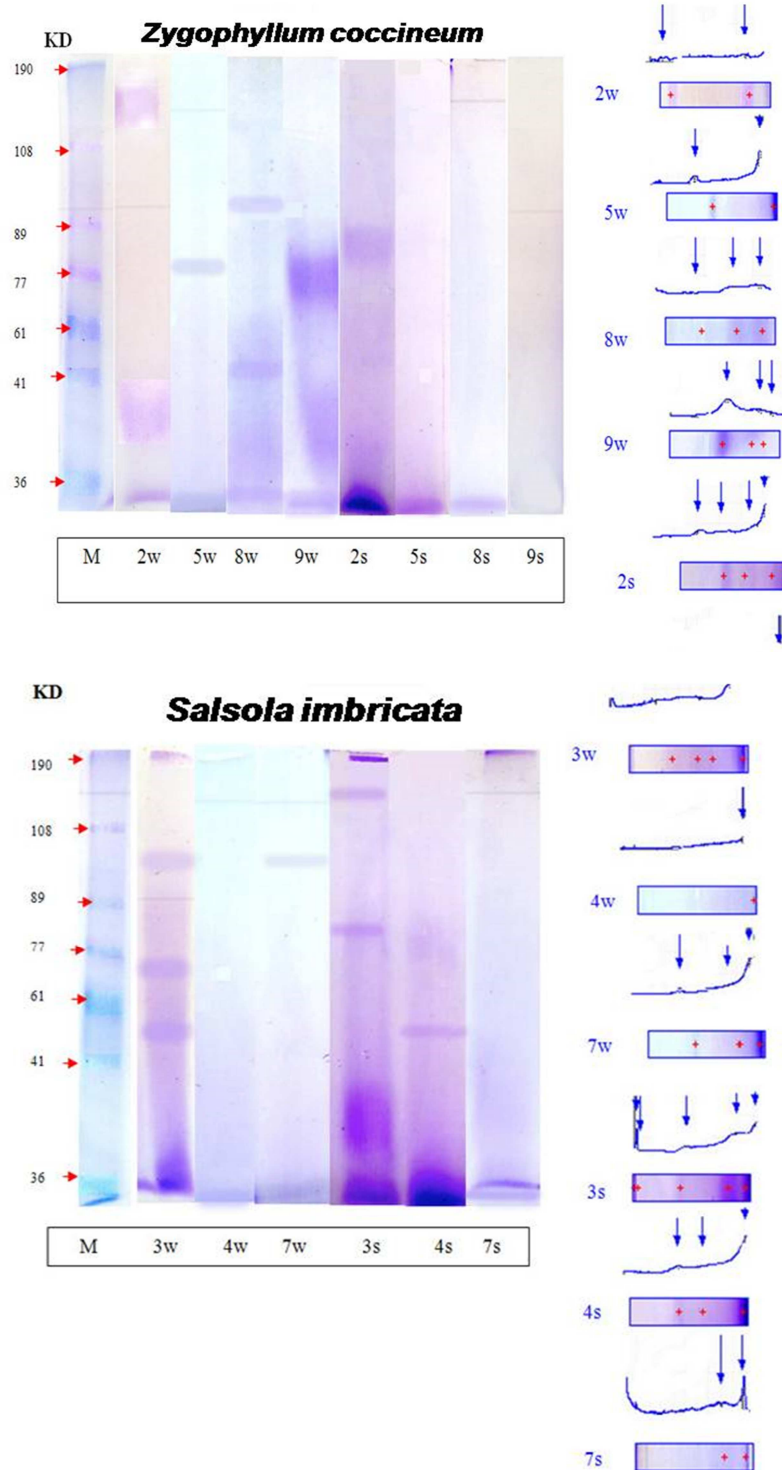 KD
Zygophyllum coccineum
190
108
89
77
61
41
36
M 2w 5w 8w 9w 2s 5s 8s 9s
2w
5w
8w
9w
2s
KD
Salsola imbricata
190
108
89
77
61
41
36
M 3w 4w 7w 3s 4s 7s
3w
4w
7w
3s
4s
7s